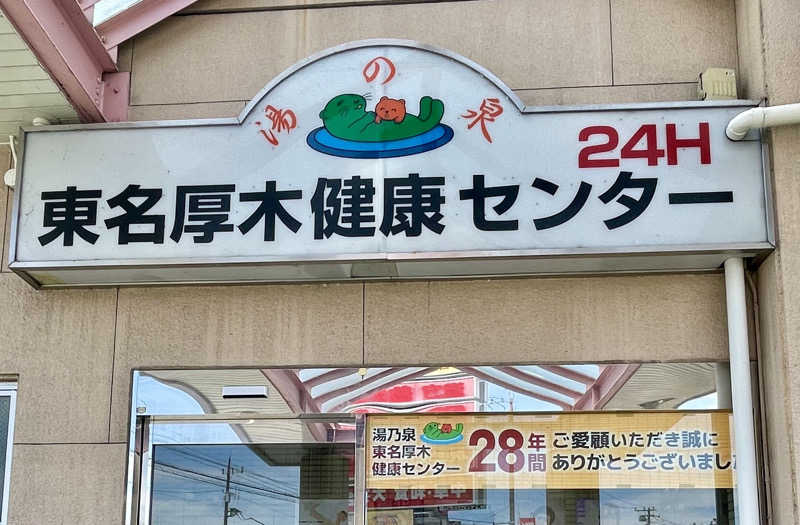 湯の泉
24H
東名厚木健康センター
湯乃泉
東名厚木
健康センター
28年間
ご愛顧いただき誠に
ありがとうございました